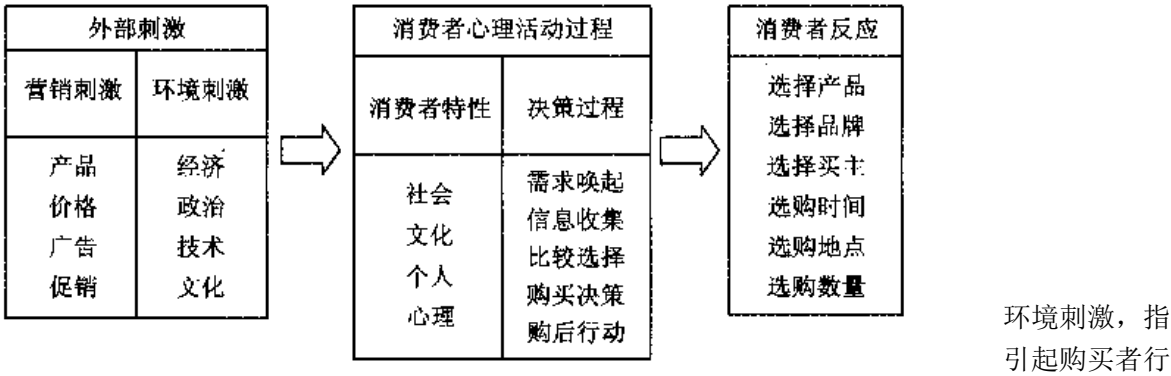 外部刺激
营销刺激 环境刺激
产品 经济
价格 政治
广告 技术
促销 文化
消费者心理活动过程
消费者特性 决策过程
社会
文化
个人
心理
需求唤起
信息收集
比较选择
购买决策
购后行动
消费者反应
选择产品
选择品牌
选择买主
选购时间
选购地点
选购数量
环境刺激，指
引起购买者行